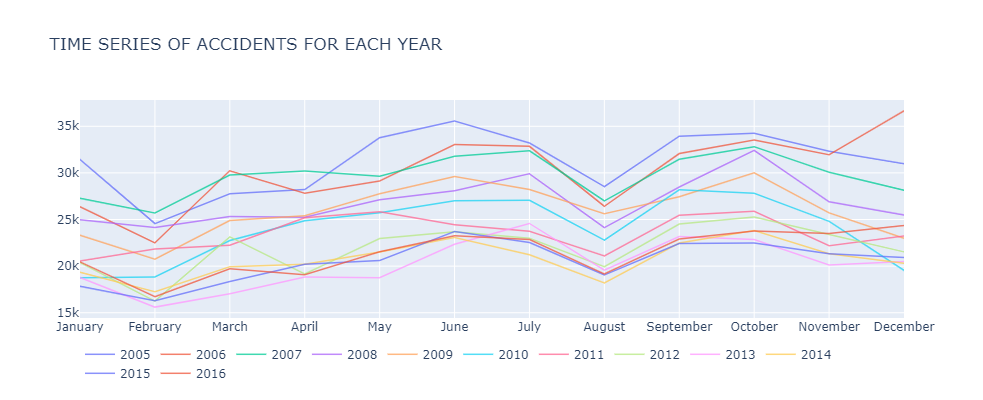 TIME SERIES OF ACCIDENTS FOR EACH YEAR
35k
30k
25k
20k
15k
January February March April May June July August September October November December
2005 2006 2007 2008 2009 2010 2011 2012 2013 2014
2015 2016